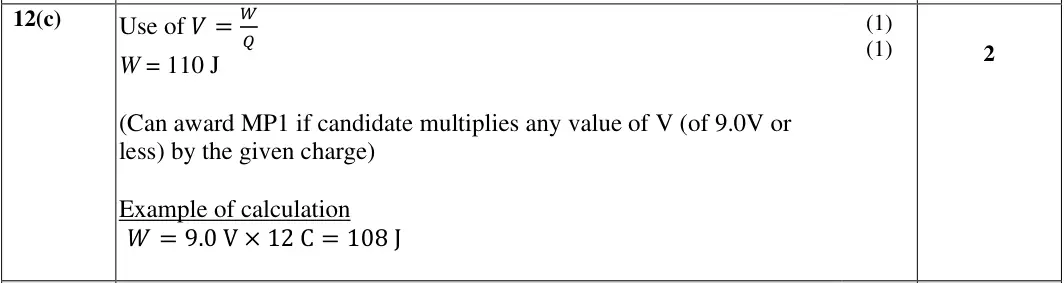 12(c)
Use of V = W/Q (1)
W = 110 J (1)
2
(Can award MP1 if candidate multiplies any value of V (of 9.0V or
less) by the given charge)
Example of calculation
W = 9.0 V × 12 C = 108 J